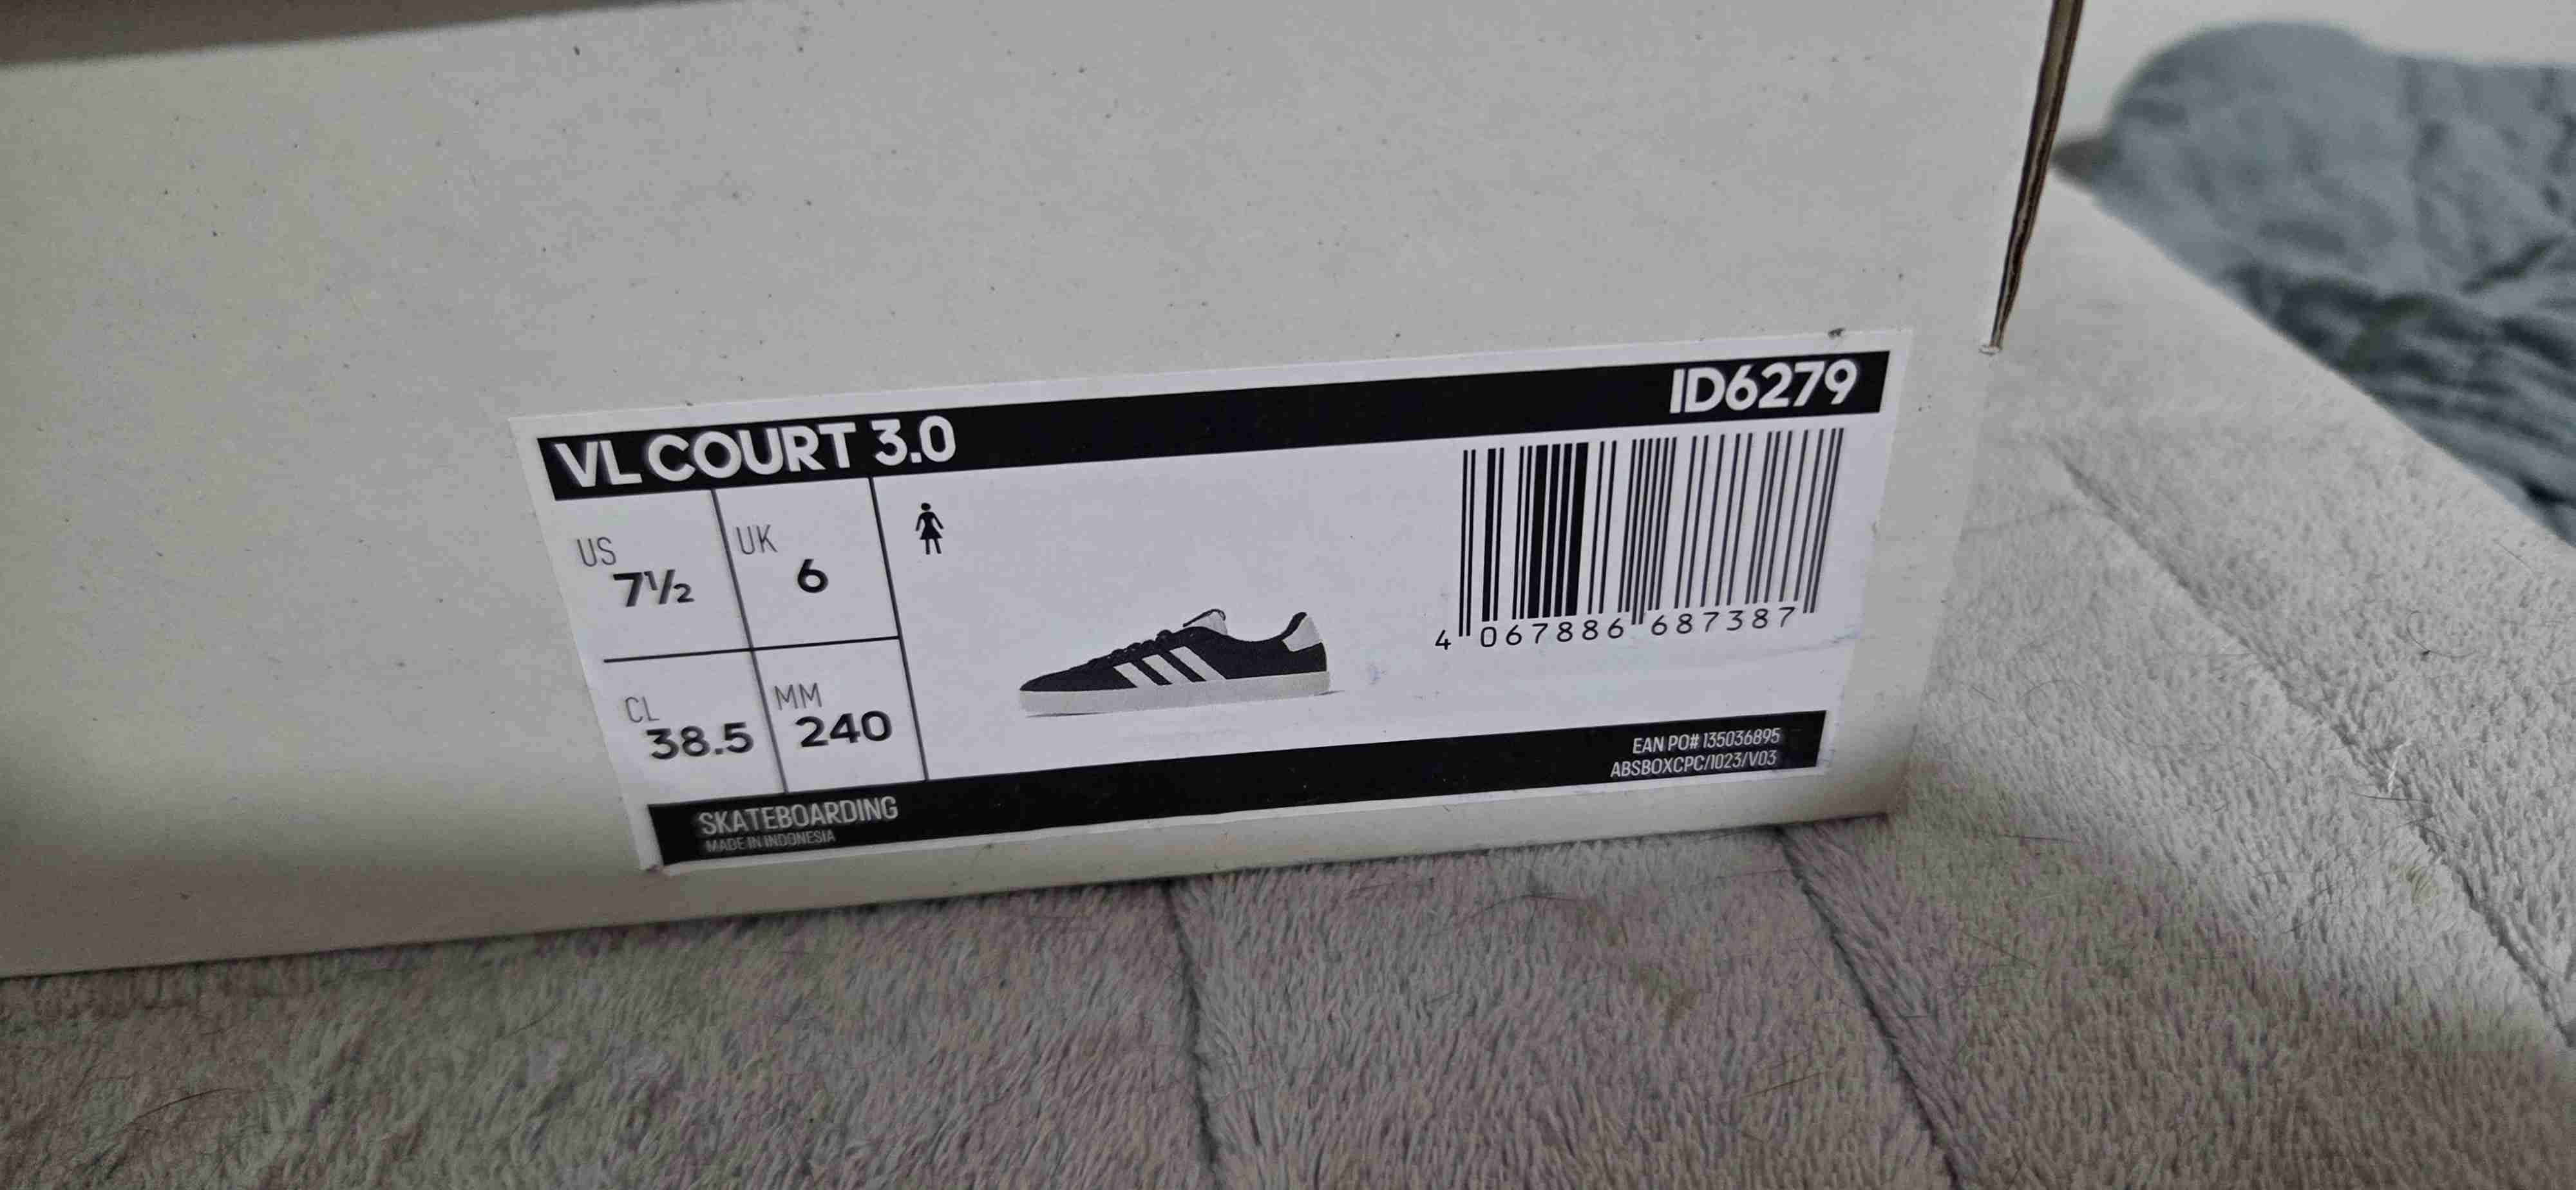 VL COURT 3.0 ID6279
US 7½ UK 6
CL 38.5 MM 240
4 067886 687387
EAN PO# 135036895
ABSBOXCPC/1023/V03
SKATEBOARDING
MADE IN INDONESIA